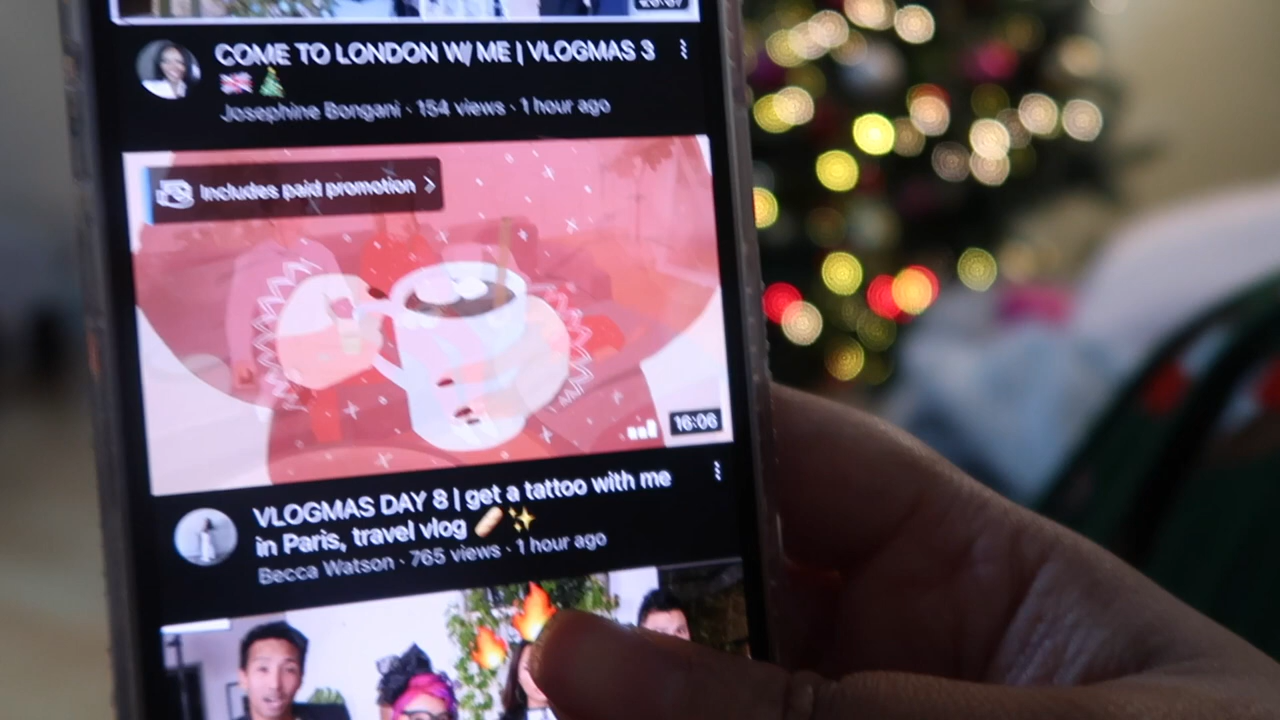 COME TO LONDON W/ ME | VLOGMAS 3
🇬🇧 🎄
Josephine Bongani · 154 views · 1 hour ago
Includes paid promotion >
16:06
VLOGMAS DAY 8 | get a tattoo with me
in Paris, travel vlog 🩹✨
Becca Watson · 765 views · 1 hour ago